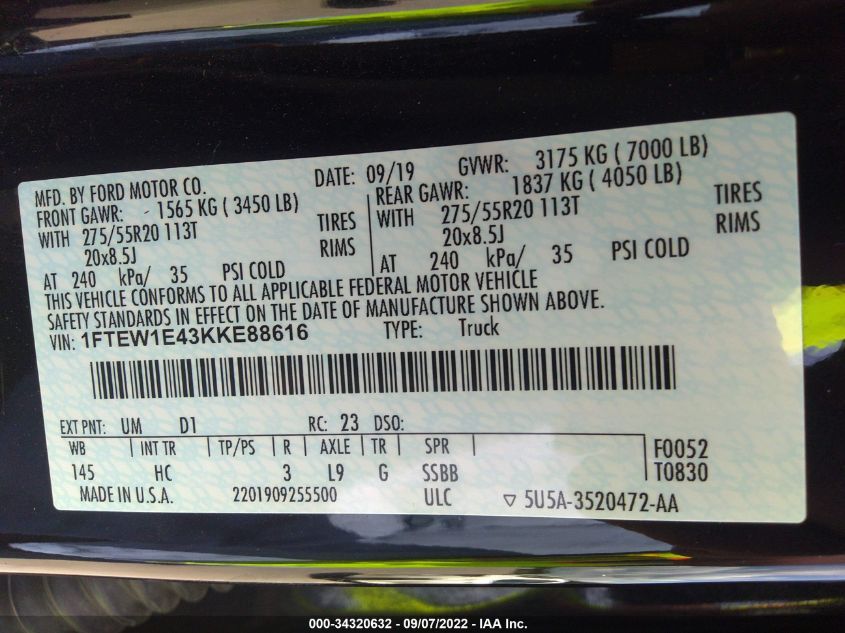 MFD. BY FORD MOTOR CO. DATE: 09/19 GVWR: 3175 KG ( 7000 LB)
FRONT GAWR: 1565 KG ( 3450 LB) REAR GAWR: 1837 KG ( 4050 LB)
WITH 275/55R20 113T TIRES WITH 275/55R20 113T TIRES
20x8.5J RIMS 20x8.5J RIMS
AT 240 kPa/ 35 PSI COLD AT 240 kPa/ 35 PSI COLD
THIS VEHICLE CONFORMS TO ALL APPLICABLE FEDERAL MOTOR VEHICLE
SAFETY STANDARDS IN EFFECT ON THE DATE OF MANUFACTURE SHOWN ABOVE.
VIN: 1FTEW1E43KKE88616 TYPE: Truck
EXT PNT: UM D1 RC: 23 DSO:
WB INT TR TP/PS R AXLE TR SPR F0052
145 HC 3 L9 G SSBB T0830
MADE IN U.S.A. 2201909255500 ULC ▽ 5U5A-3520472-AA
000-34320632 - 09/07/2022 - IAA Inc.